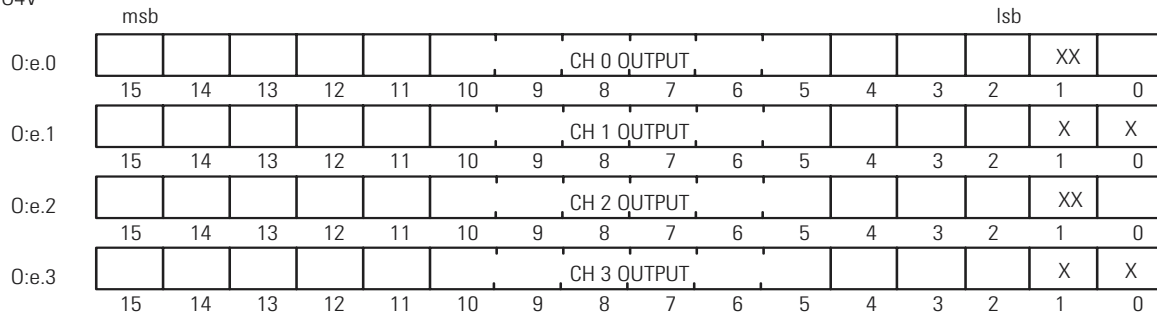 msb lsb
O:e.0 CH 0 OUTPUT XX
15 14 13 12 11 10 9 8 7 6 5 4 3 2 1 0
O:e.1 CH 1 OUTPUT X X
15 14 13 12 11 10 9 8 7 6 5 4 3 2 1 0
O:e.2 CH 2 OUTPUT XX
15 14 13 12 11 10 9 8 7 6 5 4 3 2 1 0
O:e.3 CH 3 OUTPUT X X
15 14 13 12 11 10 9 8 7 6 5 4 3 2 1 0